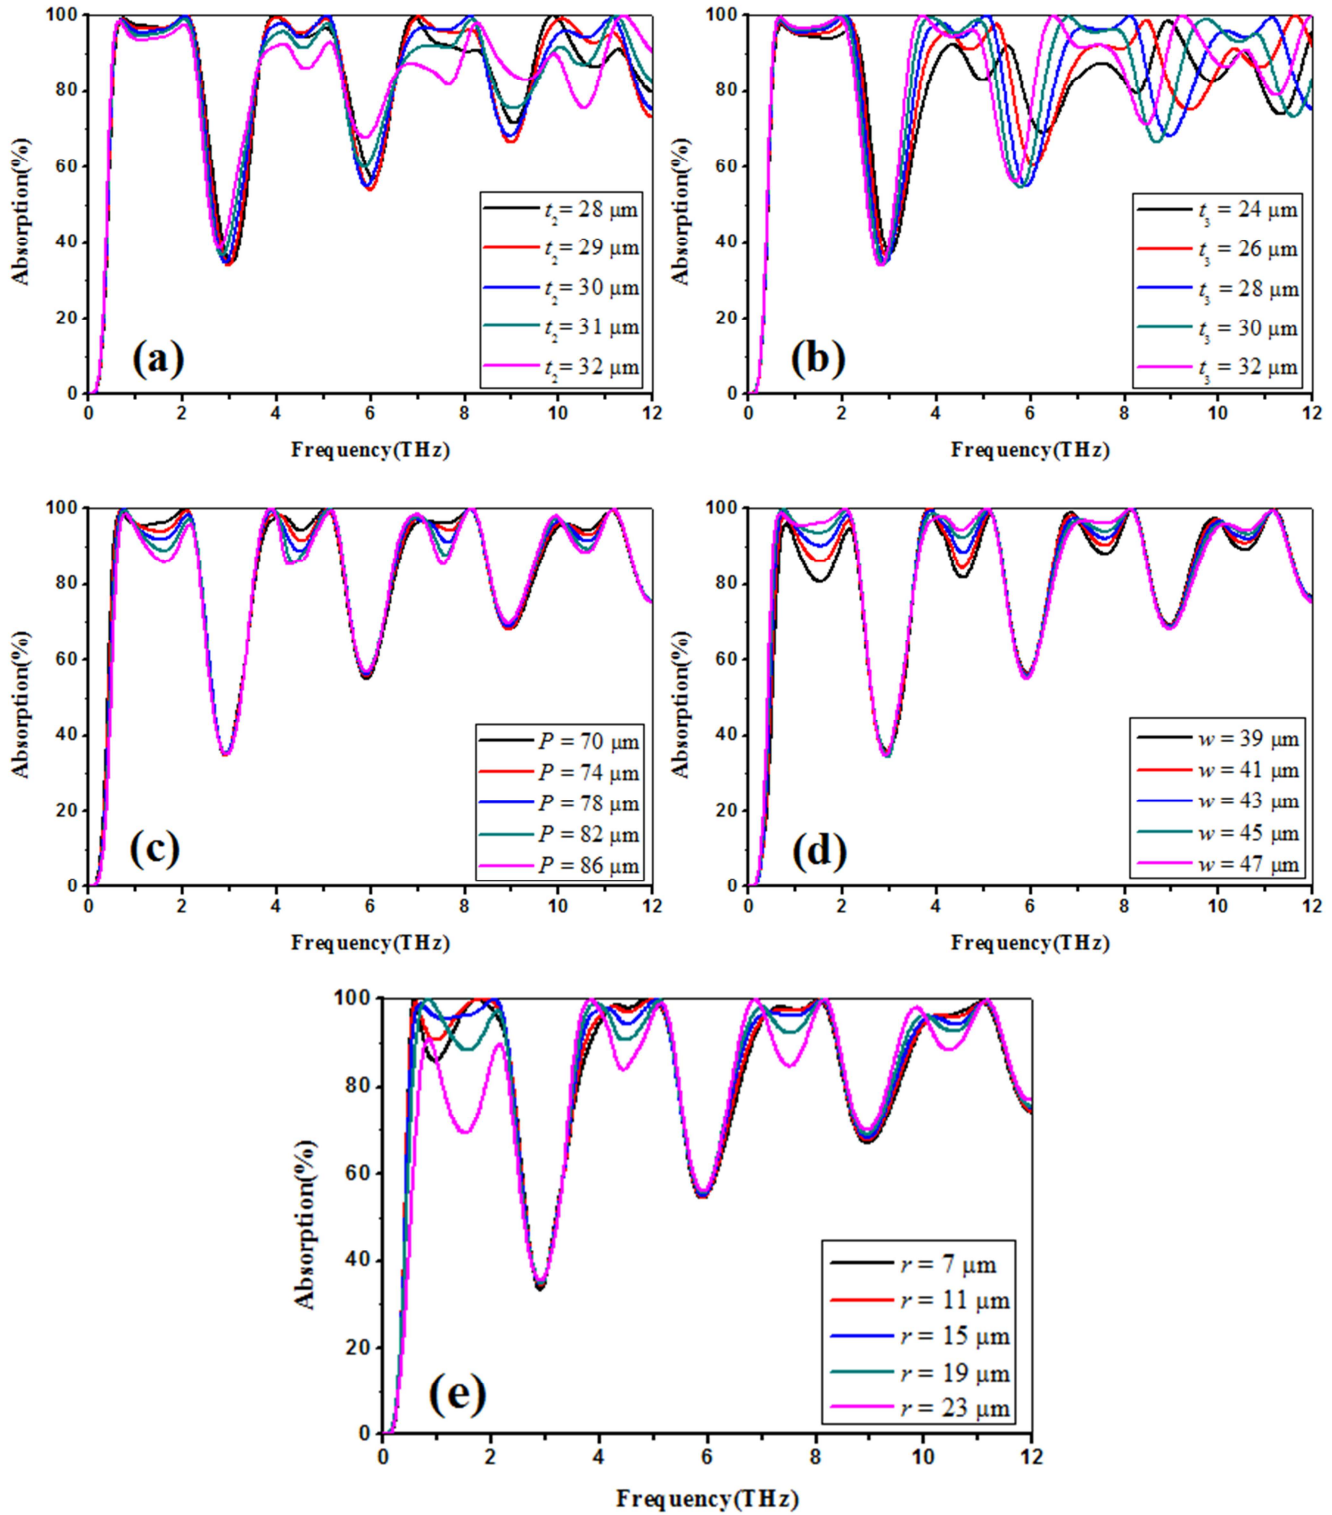 100
80
60
40
20
0
Absorption(%)
t2 = 28 μm
t2 = 29 μm
t2 = 30 μm
t2 = 31 μm
t2 = 32 μm
(a)
0 2 4 6 8 10 12
Frequency(THz)
100
80
60
40
20
0
Absorption(%)
t3 = 24 μm
t3 = 26 μm
t3 = 28 μm
t3 = 30 μm
t3 = 32 μm
(b)
0 2 4 6 8 10 12
Frequency(THz)
100
80
60
40
20
0
Absorption(%)
P = 70 μm
P = 74 μm
P = 78 μm
P = 82 μm
P = 86 μm
(c)
0 2 4 6 8 10 12
Frequency(THz)
100
80
60
40
20
0
Absorption(%)
w = 39 μm
w = 41 μm
w = 43 μm
w = 45 μm
w = 47 μm
(d)
0 2 4 6 8 10 12
Frequency(THz)
100
80
60
40
20
0
Absorption(%)
r = 7 μm
r = 11 μm
r = 15 μm
r = 19 μm
r = 23 μm
(e)
0 2 4 6 8 10 12
Frequency(THz)